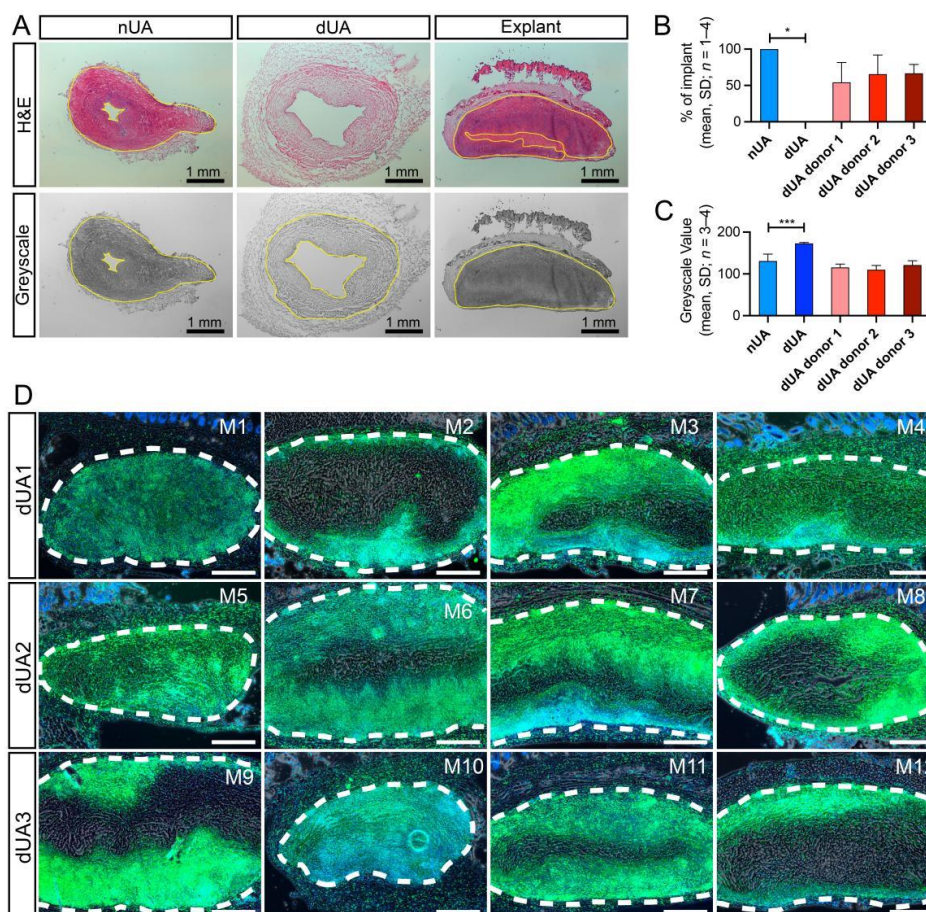 A
nUA
dUA
Explant
H&E
1 mm
1 mm
1 mm
Greyscale
1 mm
1 mm
1 mm
B
% of implant
(mean, SD; n = 1–4)
*
100
50
0
nUA
dUA
dUA donor 1
dUA donor 2
dUA donor 3
C
Greyscale Value
(mean, SD; n = 3–4)
***
200
100
0
nUA
dUA
dUA donor 1
dUA donor 2
dUA donor 3
D
dUA1
M1
M2
M3
M4
dUA2
M5
M6
M7
M8
dUA3
M9
M10
M11
M12